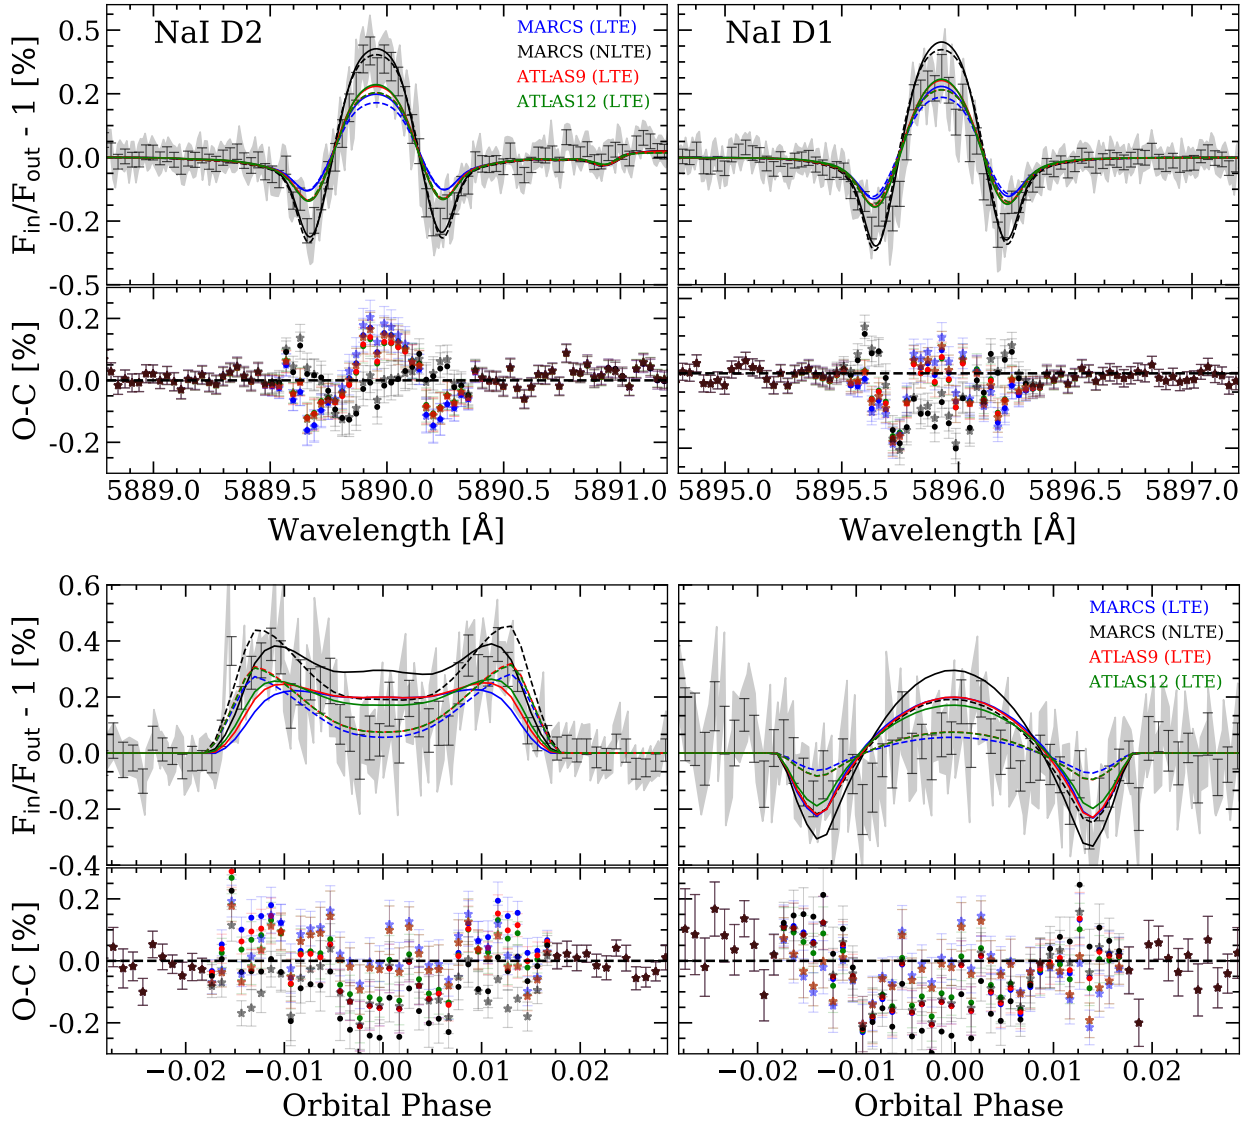 NaI D2
MARCS (LTE)
MARCS (NLTE)
ATLAS9 (LTE)
ATLAS12 (LTE)
NaI D1
F_in/F_out - 1 [%]
0.5
0.2
0.0
-0.2
-0.5
O-C [%]
0.2
0.0
-0.2
5889.0 5889.5 5890.0 5890.5 5891.0
5895.0 5895.5 5896.0 5896.5 5897.0
Wavelength [Å]
Wavelength [Å]
F_in/F_out - 1 [%]
0.6
0.4
0.2
0.0
-0.2
-0.4
MARCS (LTE)
MARCS (NLTE)
ATLAS9 (LTE)
ATLAS12 (LTE)
O-C [%]
0.2
0.0
-0.2
−0.02 −0.01 0.00 0.01 0.02
−0.02 −0.01 0.00 0.01 0.02
Orbital Phase
Orbital Phase